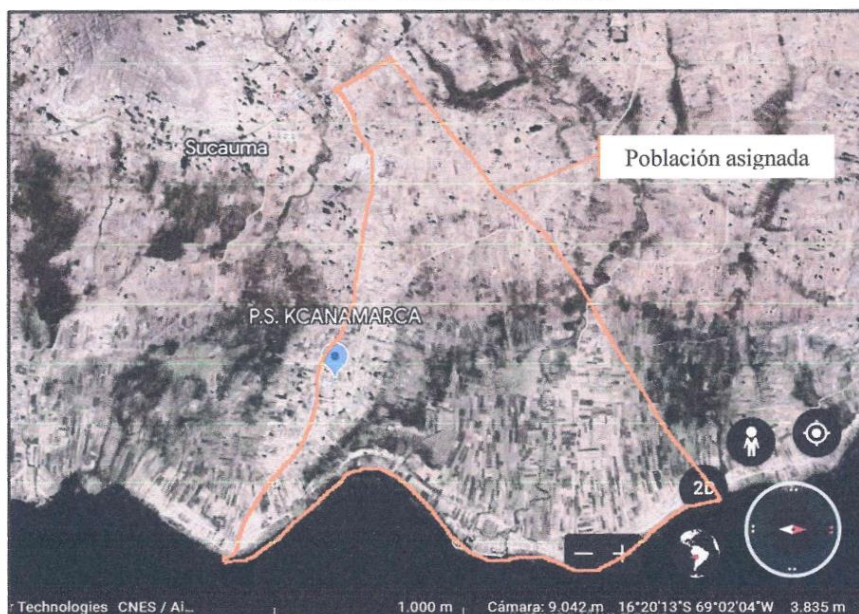 Sucauma
Población asignada
P.S. KCANAMARCA
2D
Technologies CNES / Ai...
1.000 m
Cámara: 9.042 m 16°20'13"S 69°02'04"W 3.835 m